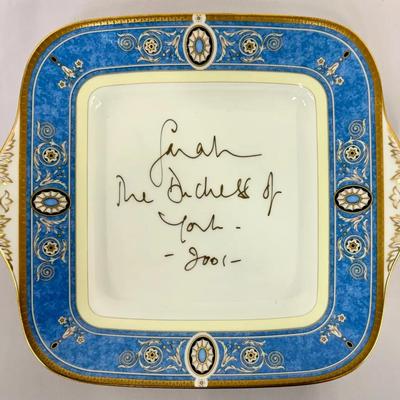 Sarah
The Duchess of
York -
- 2001 -